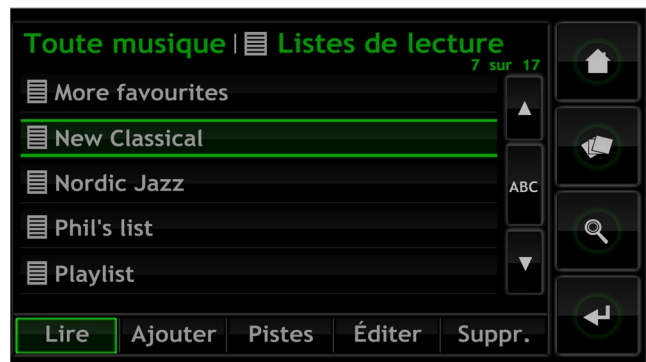 Toute musique | Listes de lecture
7 sur 17
More favourites
New Classical
Nordic Jazz
ABC
Phil's list
Playlist
Lire Ajouter Pistes Éditer Suppr.